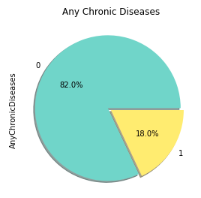 Any Chronic Diseases
0
82.0%
AnyChronicDiseases
18.0%
1